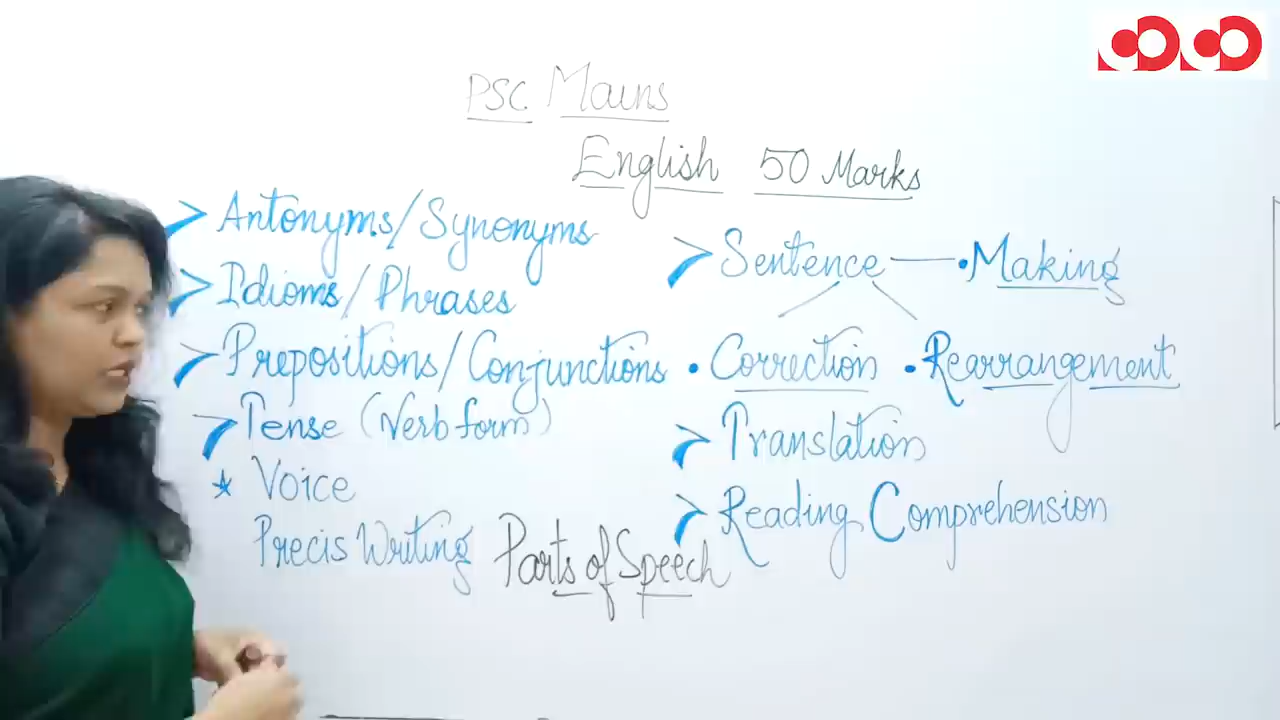 PSC Mains
English 50 Marks
Antonyms/Synonyms
Idioms/Phrases
Prepositions/Conjunctions
Tense (Verb form)
Voice
Precis Writing
Parts of Speech
Sentence — • Making
• Correction • Rearrangement
Translation
Reading Comprehension